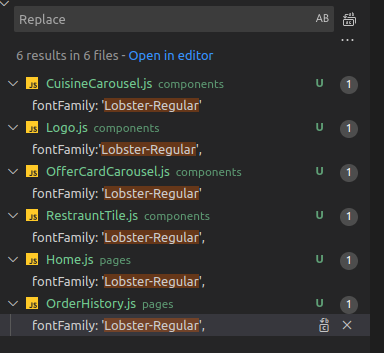 Replace AB
...
6 results in 6 files - Open in editor
JS CuisineCarousel.js components U 1
fontFamily: 'Lobster-Regular'
JS Logo.js components U 1
fontFamily:'Lobster-Regular',
JS OfferCardCarousel.js components U 1
fontFamily: 'Lobster-Regular'
JS RestrauntTile.js components U 1
fontFamily: 'Lobster-Regular',
JS Home.js pages U 1
fontFamily: 'Lobster-Regular',
JS OrderHistory.js pages U 1
fontFamily: 'Lobster-Regular',